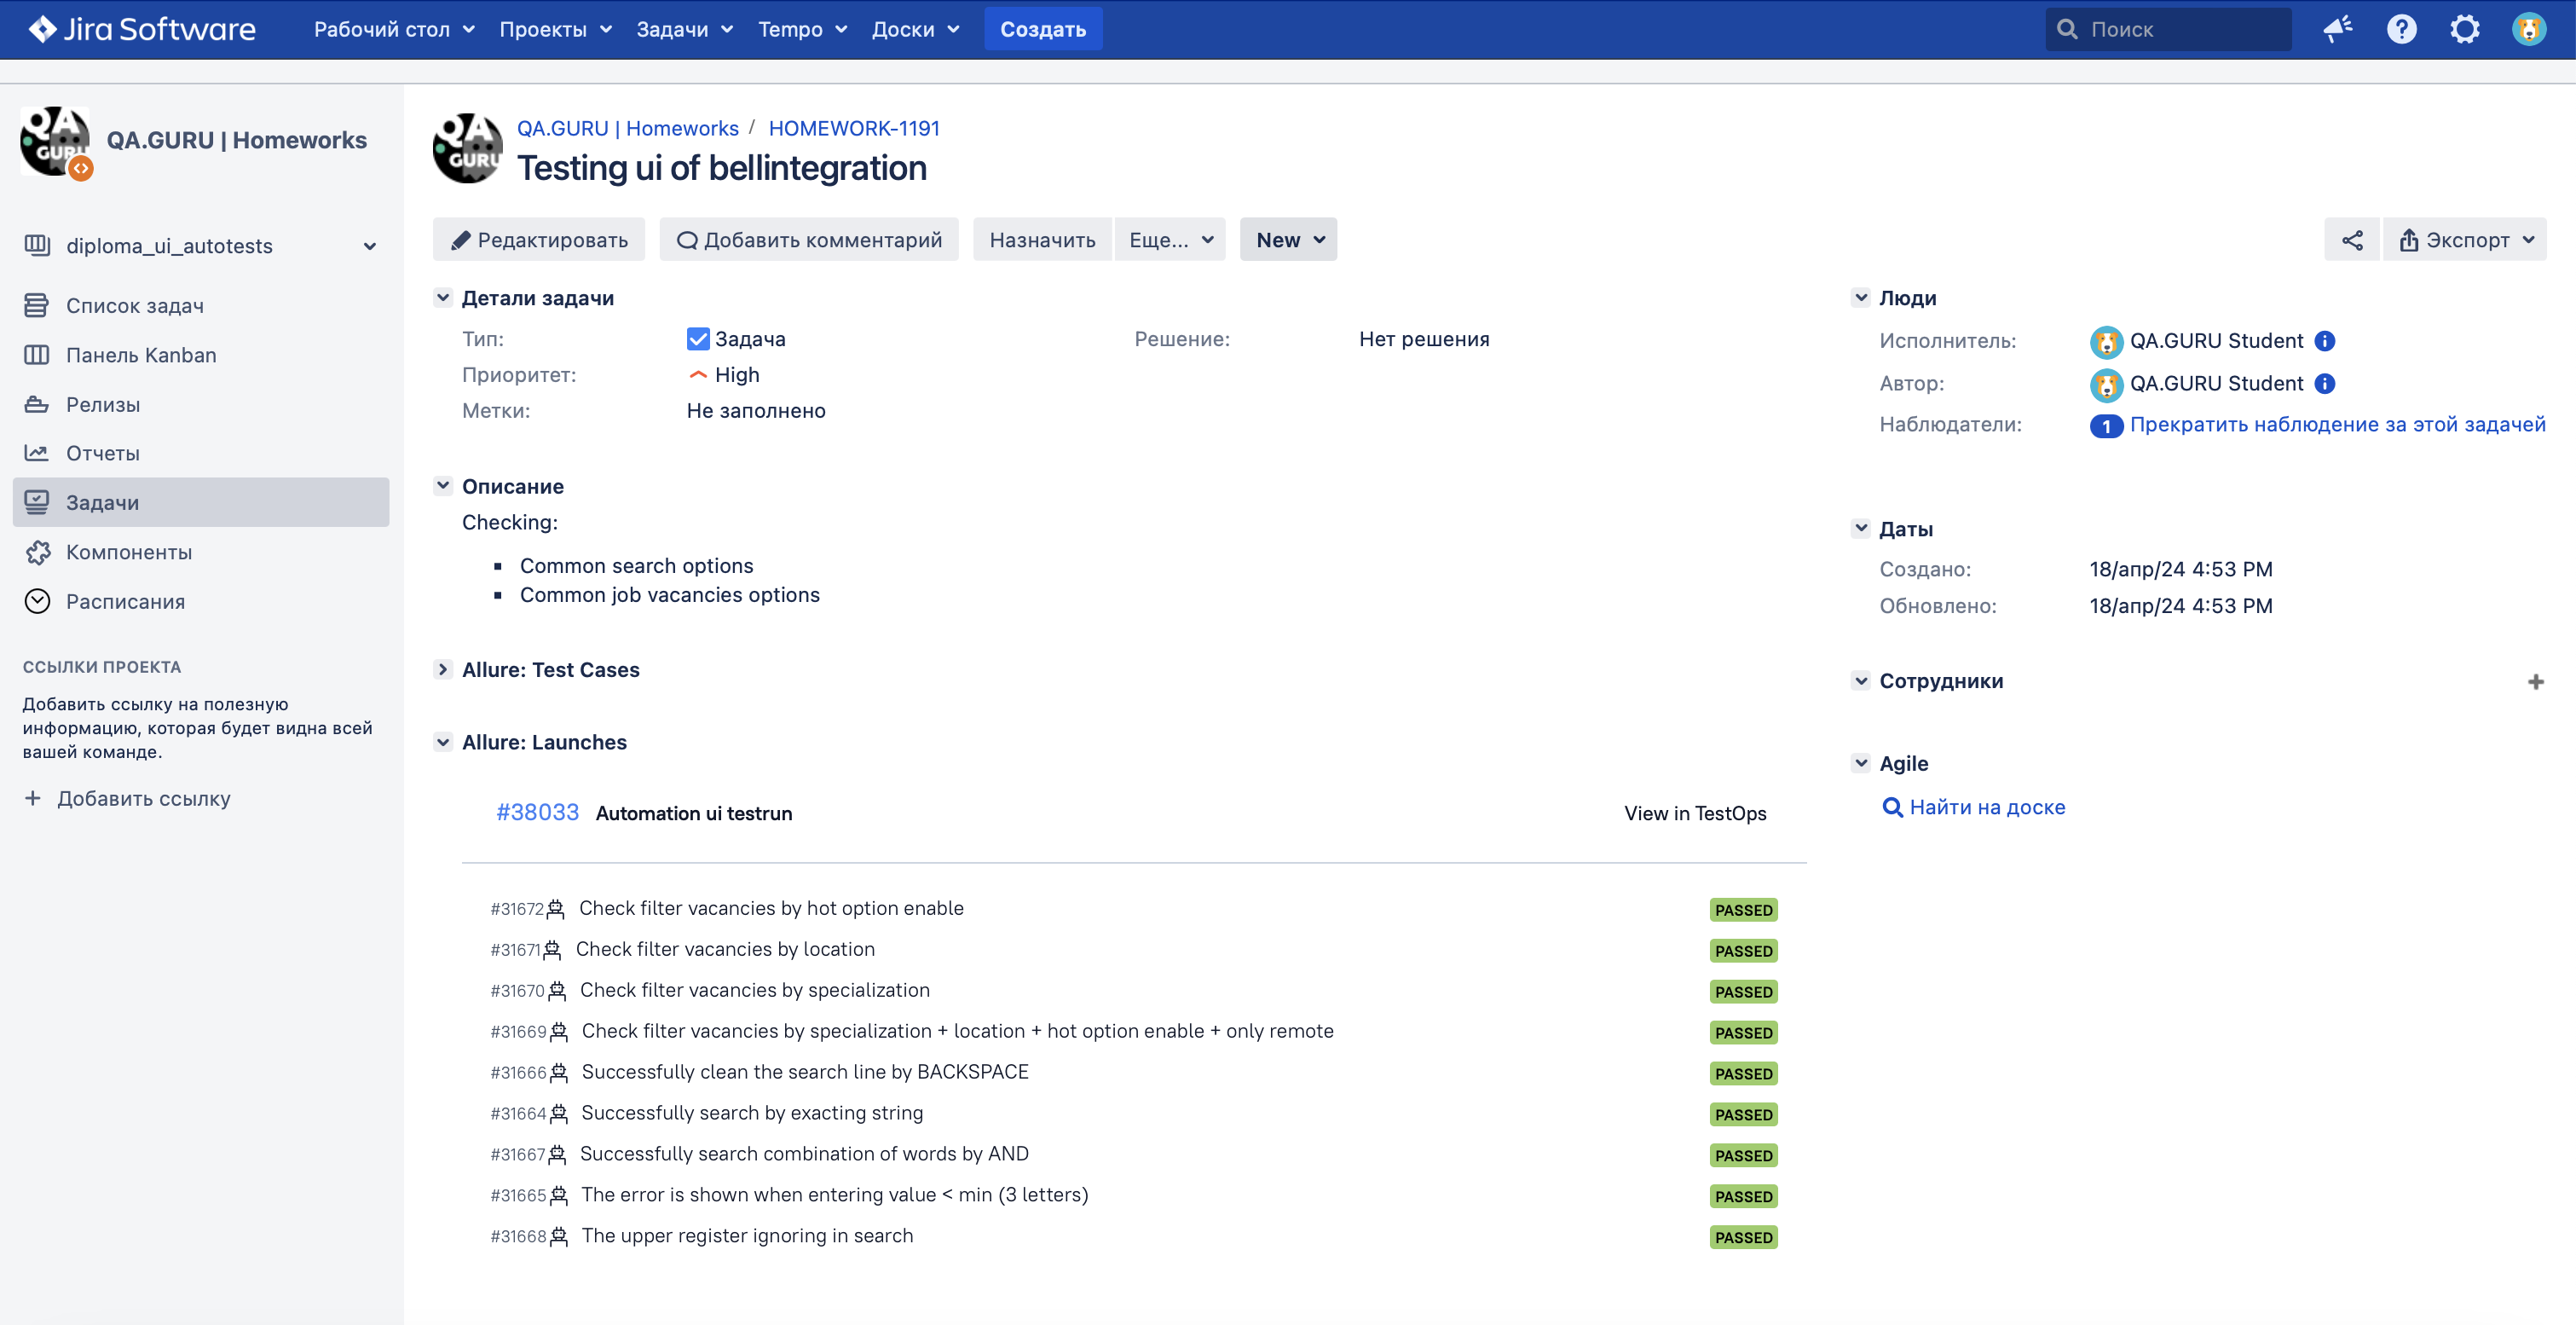 Jira Software Рабочий стол Проекты Задачи Tempo Доски Создать Поиск
QA GURU
QA.GURU | Homeworks
diploma_ui_autotests
Список задач
Панель Kanban
Релизы
Отчеты
Задачи
Компоненты
Расписания
ССЫЛКИ ПРОЕКТА
Добавить ссылку на полезную
информацию, которая будет видна всей
вашей команде.
+ Добавить ссылку
QA GURU
QA.GURU | Homeworks / HOMEWORK-1191
Testing ui of bellintegration
Редактировать Добавить комментарий Назначить Еще... New Экспорт
Детали задачи
Тип: Задача Решение: Нет решения
Приоритет: High
Метки: Не заполнено
Описание
Checking:
Common search options
Common job vacancies options
Allure: Test Cases
Allure: Launches
#38033 Automation ui testrun View in TestOps
#31672 Check filter vacancies by hot option enable PASSED
#31671 Check filter vacancies by location PASSED
#31670 Check filter vacancies by specialization PASSED
#31669 Check filter vacancies by specialization + location + hot option enable + only remote PASSED
#31666 Successfully clean the search line by BACKSPACE PASSED
#31664 Successfully search by exacting string PASSED
#31667 Successfully search combination of words by AND PASSED
#31665 The error is shown when entering value < min (3 letters) PASSED
#31668 The upper register ignoring in search PASSED
Люди
Исполнитель: QA.GURU Student
Автор: QA.GURU Student
Наблюдатели: 1 Прекратить наблюдение за этой задачей
Даты
Создано: 18/апр/24 4:53 PM
Обновлено: 18/апр/24 4:53 PM
Сотрудники
Agile
Найти на доске